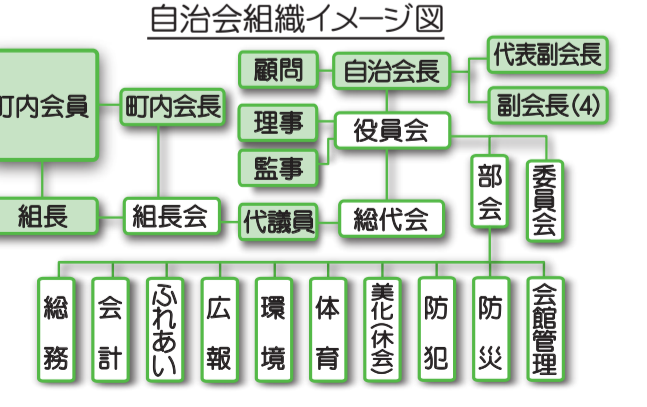 自治会組織イメージ図
町内会員
町内会長
顧問
自治会長
代表副会長
副会長(4)
理事
役員会
監事
部会
委員会
組長
組長会
代議員
総代会
総務
会計
ふれあい
広報
環境
体育
美化(休会)
防犯
防災
会館管理